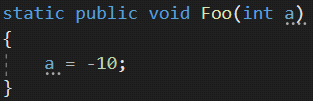 static public void Foo(int a)
{
    a = -10;
}